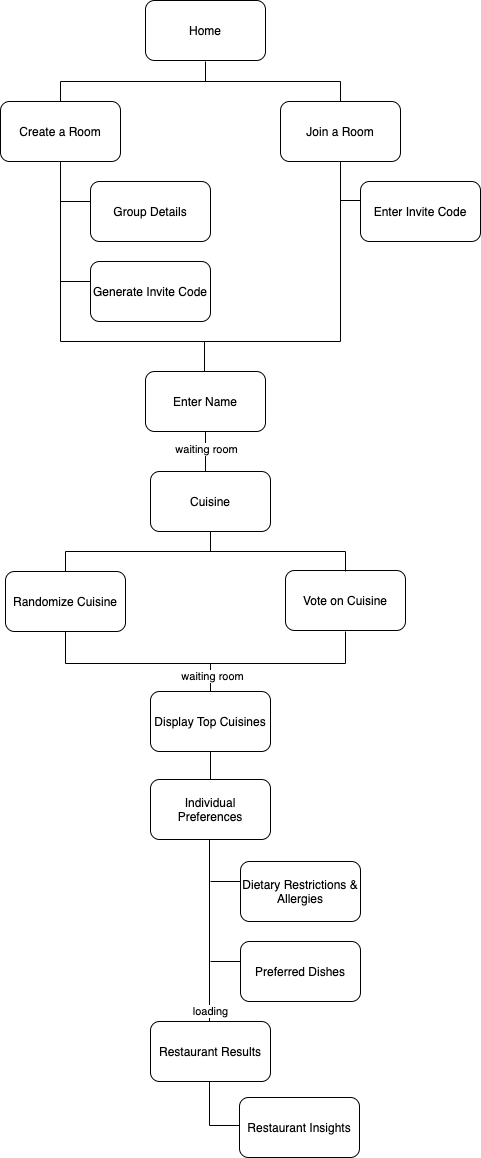 Home
Create a Room
Join a Room
Group Details
Enter Invite Code
Generate Invite Code
Enter Name
waiting room
Cuisine
Randomize Cuisine
Vote on Cuisine
waiting room
Display Top Cuisines
Individual
Preferences
Dietary Restrictions &
Allergies
Preferred Dishes
loading
Restaurant Results
Restaurant Insights